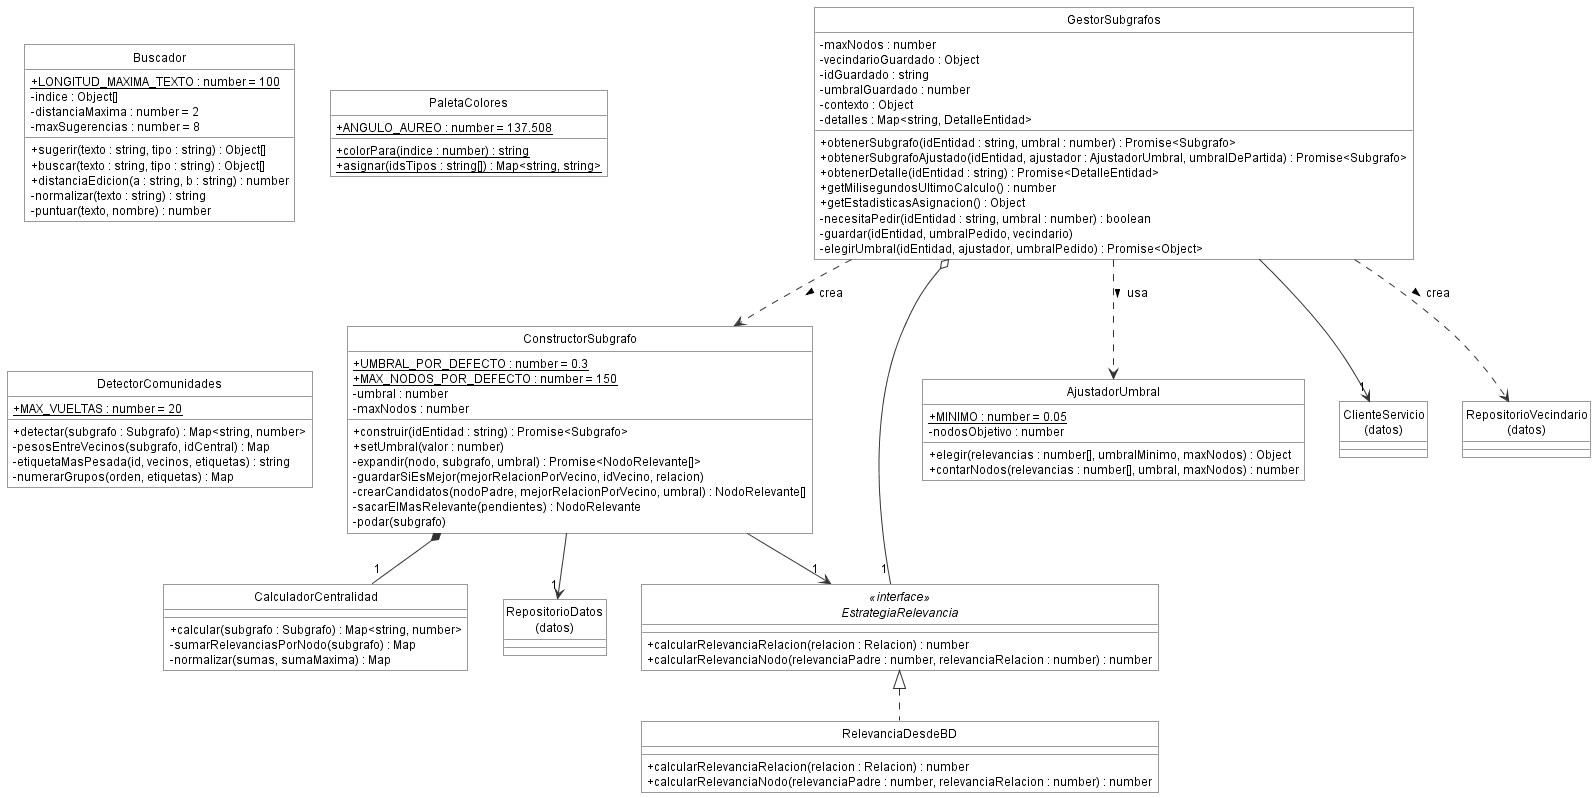 GestorSubgrafos
-maxNodos : number
-vecindarioGuardado : Object
-idGuardado : string
-umbralGuardado : number
-contexto : Object
-detalles : Map<string, DetalleEntidad>
+obtenerSubgrafo(idEntidad : string, umbral : number) : Promise<Subgrafo>
+obtenerSubgrafoAjustado(idEntidad, ajustador : AjustadorUmbral, umbralDePartida) : Promise<Subgrafo>
+obtenerDetalle(idEntidad : string) : Promise<DetalleEntidad>
+getMilisegundosUltimoCalculo() : number
+getEstadisticasAsignacion() : Object
-necesitaPedir(idEntidad : string, umbral : number) : boolean
-guardar(idEntidad, umbralPedido, vecindario)
-elegirUmbral(idEntidad, ajustador, umbralPedido) : Promise<Object>
Buscador
+LONGITUD_MAXIMA_TEXTO : number = 100
-indice : Object[]
-distanciaMaxima : number = 2
-maxSugerencias : number = 8
+sugerir(texto : string, tipo : string) : Object[]
+buscar(texto : string, tipo : string) : Object[]
+distanciaEdicion(a : string, b : string) : number
-normalizar(texto : string) : string
-puntuar(texto, nombre) : number
PaletaColores
+ANGULO_AUREO : number = 137.508
+colorPara(indice : number) : string
+asignar(idsTipos : string[]) : Map<string, string>
crea
usa
crea
ConstructorSubgrafo
+UMBRAL_POR_DEFECTO : number = 0.3
+MAX_NODOS_POR_DEFECTO : number = 150
-umbral : number
-maxNodos : number
+construir(idEntidad : string) : Promise<Subgrafo>
+setUmbral(valor : number)
-expandir(nodo, subgrafo, umbral) : Promise<NodoRelevante[]>
-guardarSiEsMejor(mejorRelacionPorVecino, idVecino, relacion)
-crearCandidatos(nodoPadre, mejorRelacionPorVecino, umbral) : NodoRelevante[]
-sacarElMasRelevante(pendientes) : NodoRelevante
-podar(subgrafo)
DetectorComunidades
+MAX_VUELTAS : number = 20
+detectar(subgrafo : Subgrafo) : Map<string, number>
-pesosEntreVecinos(subgrafo, idCentral) : Map
-etiquetaMasPesada(id, vecinos, etiquetas) : string
-numerarGrupos(orden, etiquetas) : Map
AjustadorUmbral
+MINIMO : number = 0.05
-nodosObjetivo : number
+elegir(relevancias : number[], umbralMinimo, maxNodos) : Object
+contarNodos(relevancias : number[], umbral, maxNodos) : number
1
ClienteServicio
(datos)
RepositorioVecindario
(datos)
1
1
1
1
CalculadorCentralidad
+calcular(subgrafo : Subgrafo) : Map<string, number>
-sumarRelevanciasPorNodo(subgrafo) : Map
-normalizar(sumas, sumaMaxima) : Map
RepositorioDatos
(datos)
«interface»
EstrategiaRelevancia
+calcularRelevanciaRelacion(relacion : Relacion) : number
+calcularRelevanciaNodo(relevanciaPadre : number, relevanciaRelacion : number) : number
RelevanciaDesdeBD
+calcularRelevanciaRelacion(relacion : Relacion) : number
+calcularRelevanciaNodo(relevanciaPadre : number, relevanciaRelacion : number) : number